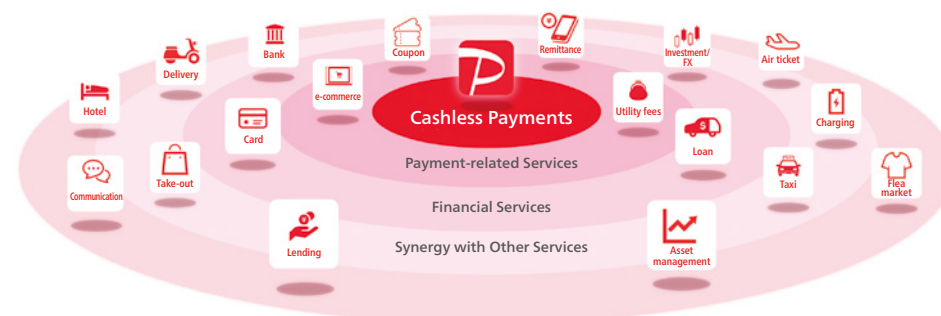 Coupon
Remittance
Bank
Investment/
FX
Air ticket
Delivery
e-commerce
Utility fees
Hotel
Cashless Payments
Charging
Card
Loan
Payment-related Services
Communication
Take-out
Taxi
Flea
market
Financial Services
Synergy with Other Services
Lending
Asset
management